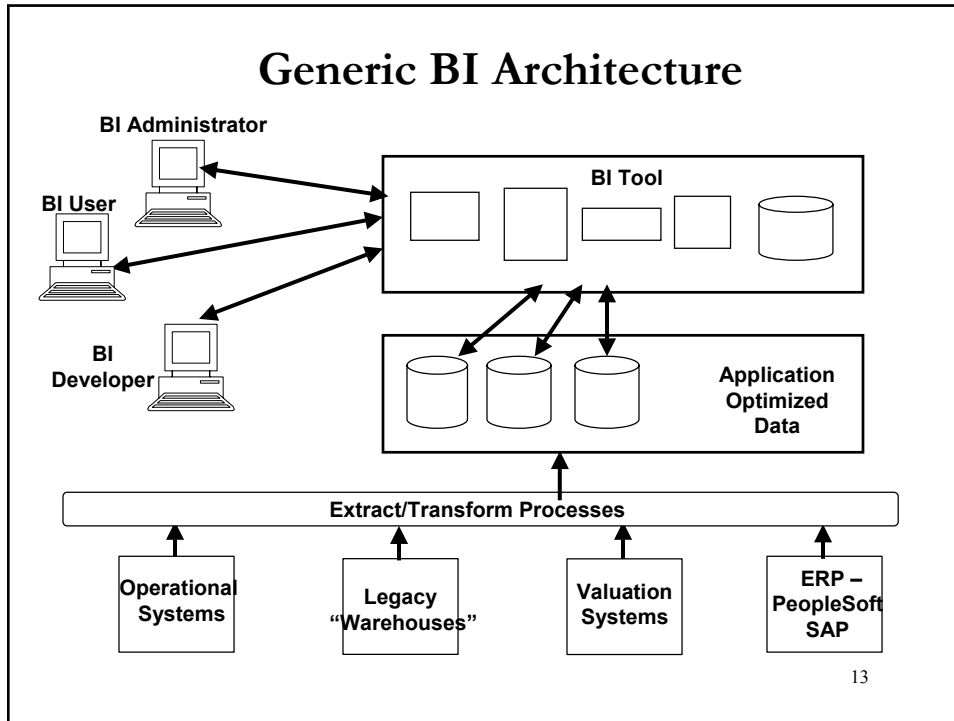 Generic BI Architecture
BI Administrator
BI User
BI
Developer
BI Tool
Application
Optimized
Data
Extract/Transform Processes
Operational
Systems
Legacy
“Warehouses”
Valuation
Systems
ERP –
PeopleSoft
SAP
13